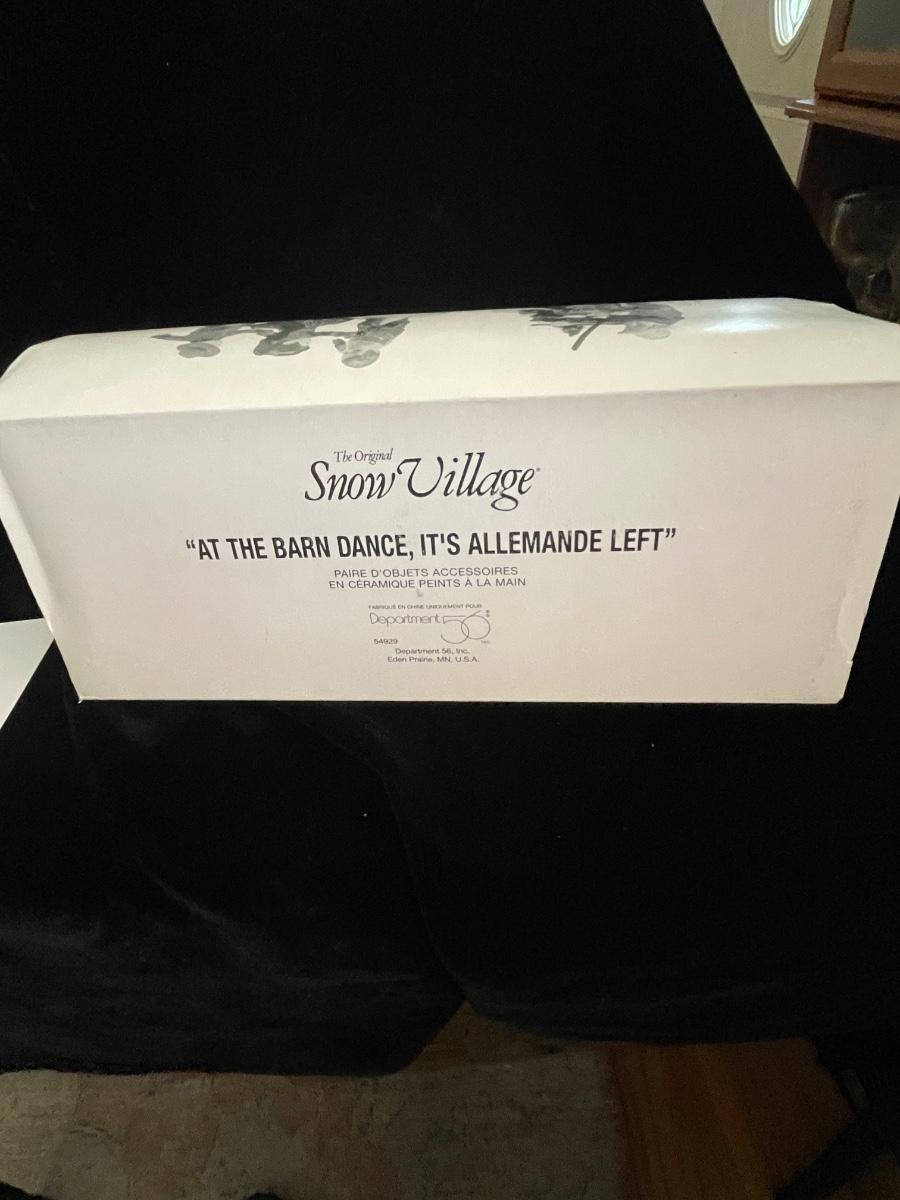 The Original
Snow Village®
“AT THE BARN DANCE, IT'S ALLEMANDE LEFT”
PAIRE D'OBJETS ACCESSOIRES
EN CÉRAMIQUE PEINTS À LA MAIN
FABRIQUÉ EN CHINE UNIQUEMENT POUR
Department 56®
54929
Department 56, Inc.
Eden Prairie, MN, U.S.A.